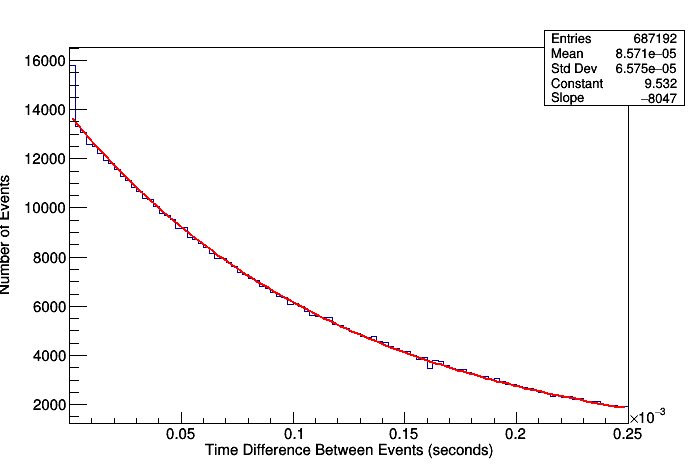 Entries 687192
Mean 8.571e−05
Std Dev 6.575e−05
Constant 9.532
Slope −8047
16000
14000
12000
10000
8000
6000
4000
2000
Number of Events
0.05 0.1 0.15 0.2 0.25
×10⁻³
Time Difference Between Events (seconds)